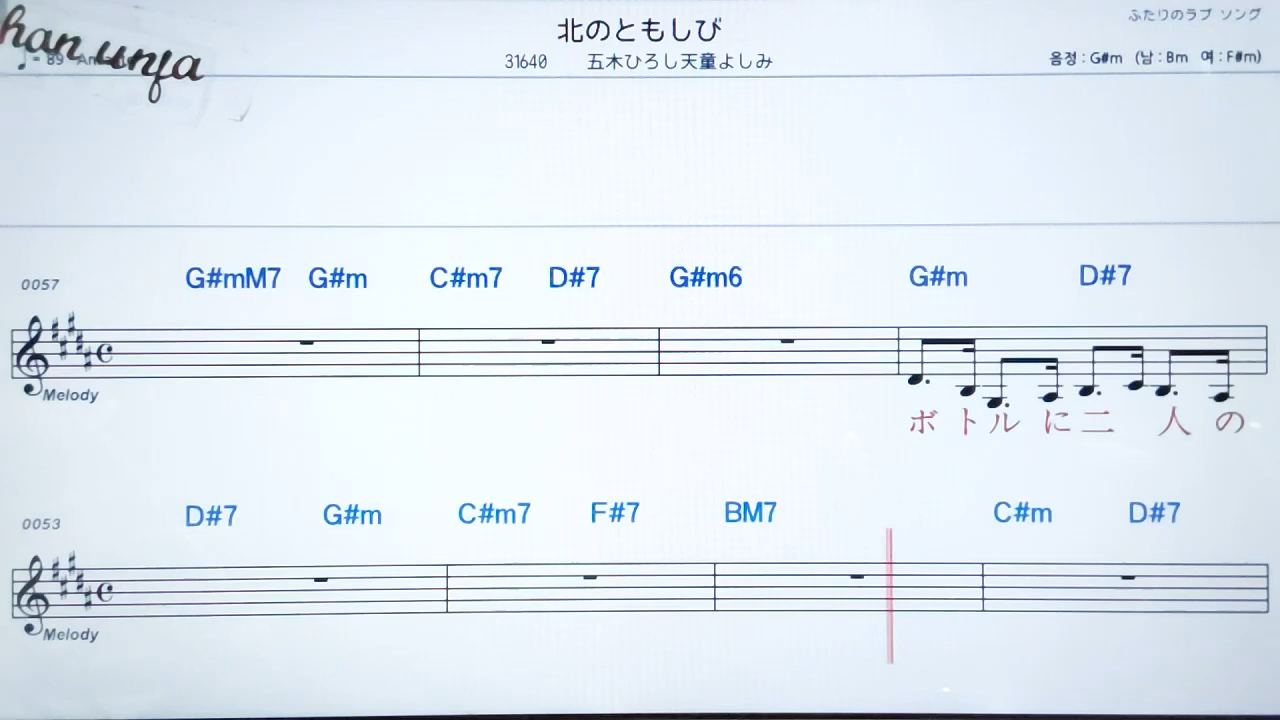 han unfa
北のともしび
ふたりのラブ ソング
♩= 89
31640 五木ひろし天童よしみ
음정 : G#m (남 : Bm 여 : F#m)
0057 G#mM7 G#m C#m7 D#7 G#m6 G#m D#7
Melody
ボ ト ル に 二 人 の
0053 D#7 G#m C#m7 F#7 BM7 C#m D#7
Melody